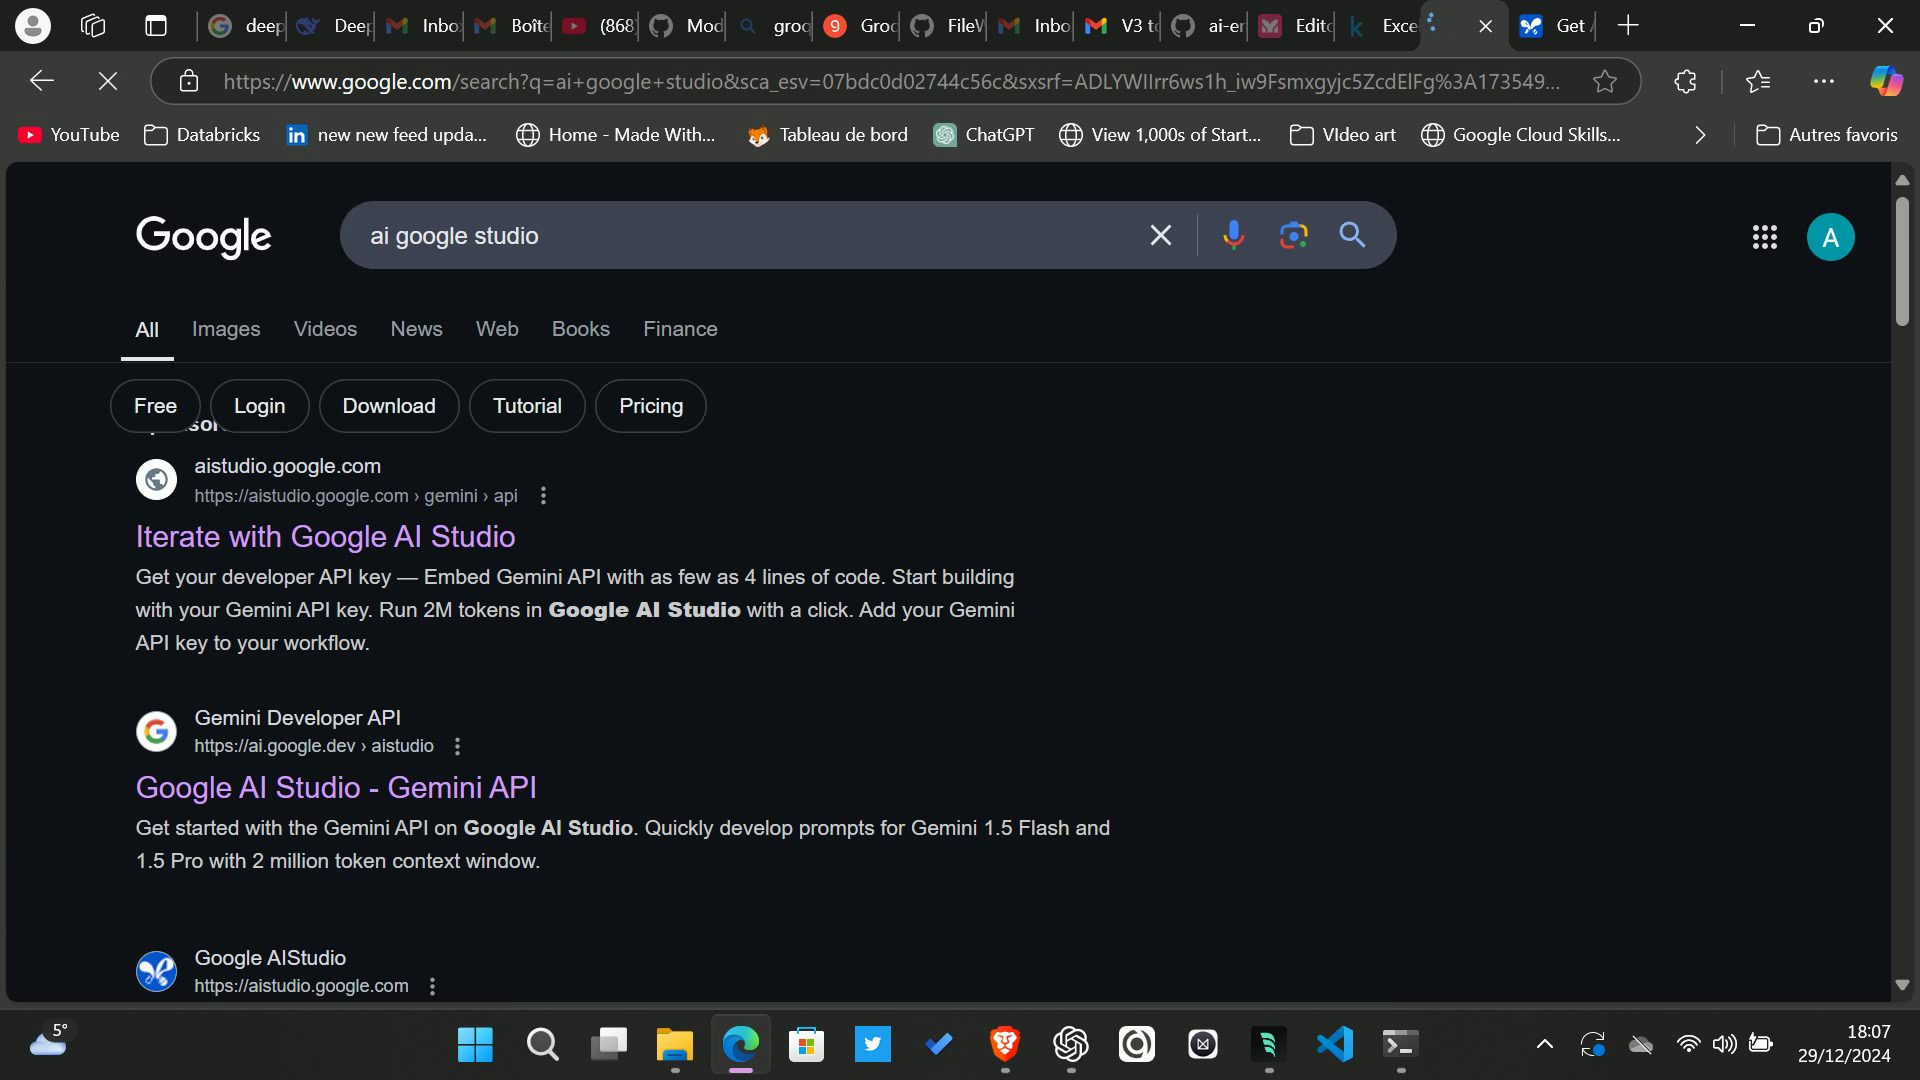 deep
Deep
Inbo
Boîte
(868
Mod
groq
Groq
Inbo
V3 to
Edito
Exce
Get
https://www.google.com/search?q=ai+google+studio&sca_esv=07bdc0d02744c56c&sxsrf=ADLYWIIrr6ws1h_iw9Fsmxgyjc5ZcdElFg%3A173549...
YouTube
Databricks
new new feed upda...
Home - Made With...
Tableau de bord
ChatGPT
View 1,000s of Start...
VIdeo art
Google Cloud Skills...
Autres favoris
Google
ai google studio
A
All Images Videos News Web Books Finance
Free Login Download Tutorial Pricing
aistudio.google.com
https://aistudio.google.com › gemini › api
Iterate with Google AI Studio
Get your developer API key — Embed Gemini API with as few as 4 lines of code. Start building
with your Gemini API key. Run 2M tokens in Google AI Studio with a click. Add your Gemini
API key to your workflow.
Gemini Developer API
https://ai.google.dev › aistudio
Google AI Studio - Gemini API
Get started with the Gemini API on Google AI Studio. Quickly develop prompts for Gemini 1.5 Flash and
1.5 Pro with 2 million token context window.
Google AIStudio
https://aistudio.google.com
5°
18:07
29/12/2024